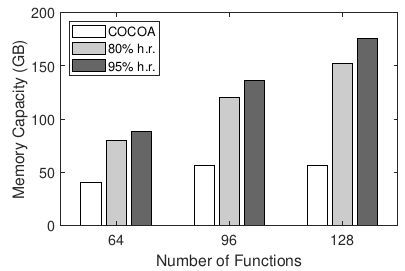 200
150
100
50
0
Memory Capacity (GB)
COCOA
80% h.r.
95% h.r.
64 96 128
Number of Functions